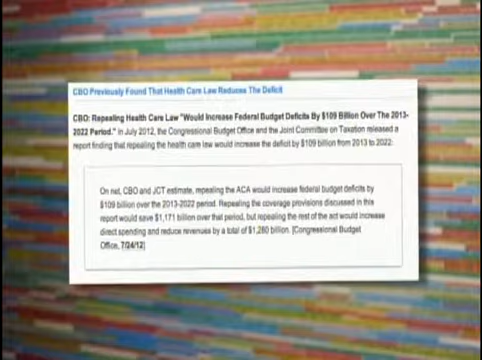 CBO Previously Found That Health Care Law Reduces The Deficit
CBO: Repealing Health Care Law "Would Increase Federal Budget Deficits By $109 Billion Over The 2013-
2022 Period." In July 2012, the Congressional Budget Office and the Joint Committee on Taxation released a
report finding that repealing the health care law would increase the deficit by $109 billion from 2013 to 2022:
On net, CBO and JCT estimate, repealing the ACA would increase federal budget deficits by
$109 billion over the 2013-2022 period. Repealing the coverage provisions discussed in this
report would save $1,171 billion over that period, but repealing the rest of the act would increase
direct spending and reduce revenues by a total of $1,280 billion. [Congressional Budget
Office, 7/24/12]